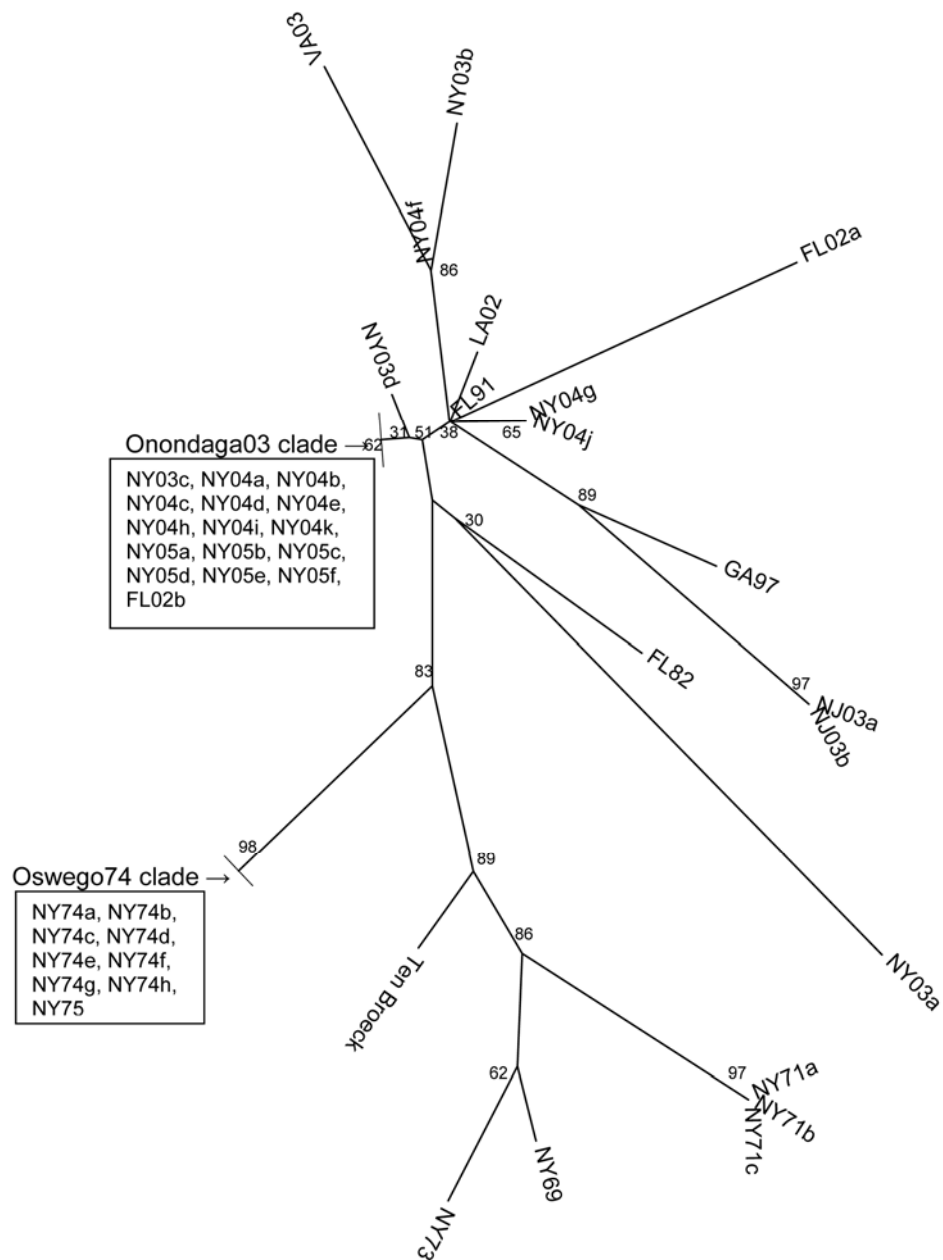 VA03
NY03b
NY04f
86
FL02a
LA02
NY03d
FL91
NY04g
NY04j
62
31
51
38
65
Onondaga03 clade →
NY03c, NY04a, NY04b,
NY04c, NY04d, NY04e,
NY04h, NY04i, NY04k,
NY05a, NY05b, NY05c,
NY05d, NY05e, NY05f,
FL02b
89
30
GA97
FL82
83
97
NJ03a
NJ03b
98
Oswego74 clade →
NY74a, NY74b,
NY74c, NY74d,
NY74e, NY74f,
NY74g, NY74h,
NY75
89
86
Ten Broeck
NY03a
62
97
NY71a
NY71b
NY71c
NY69
NY73